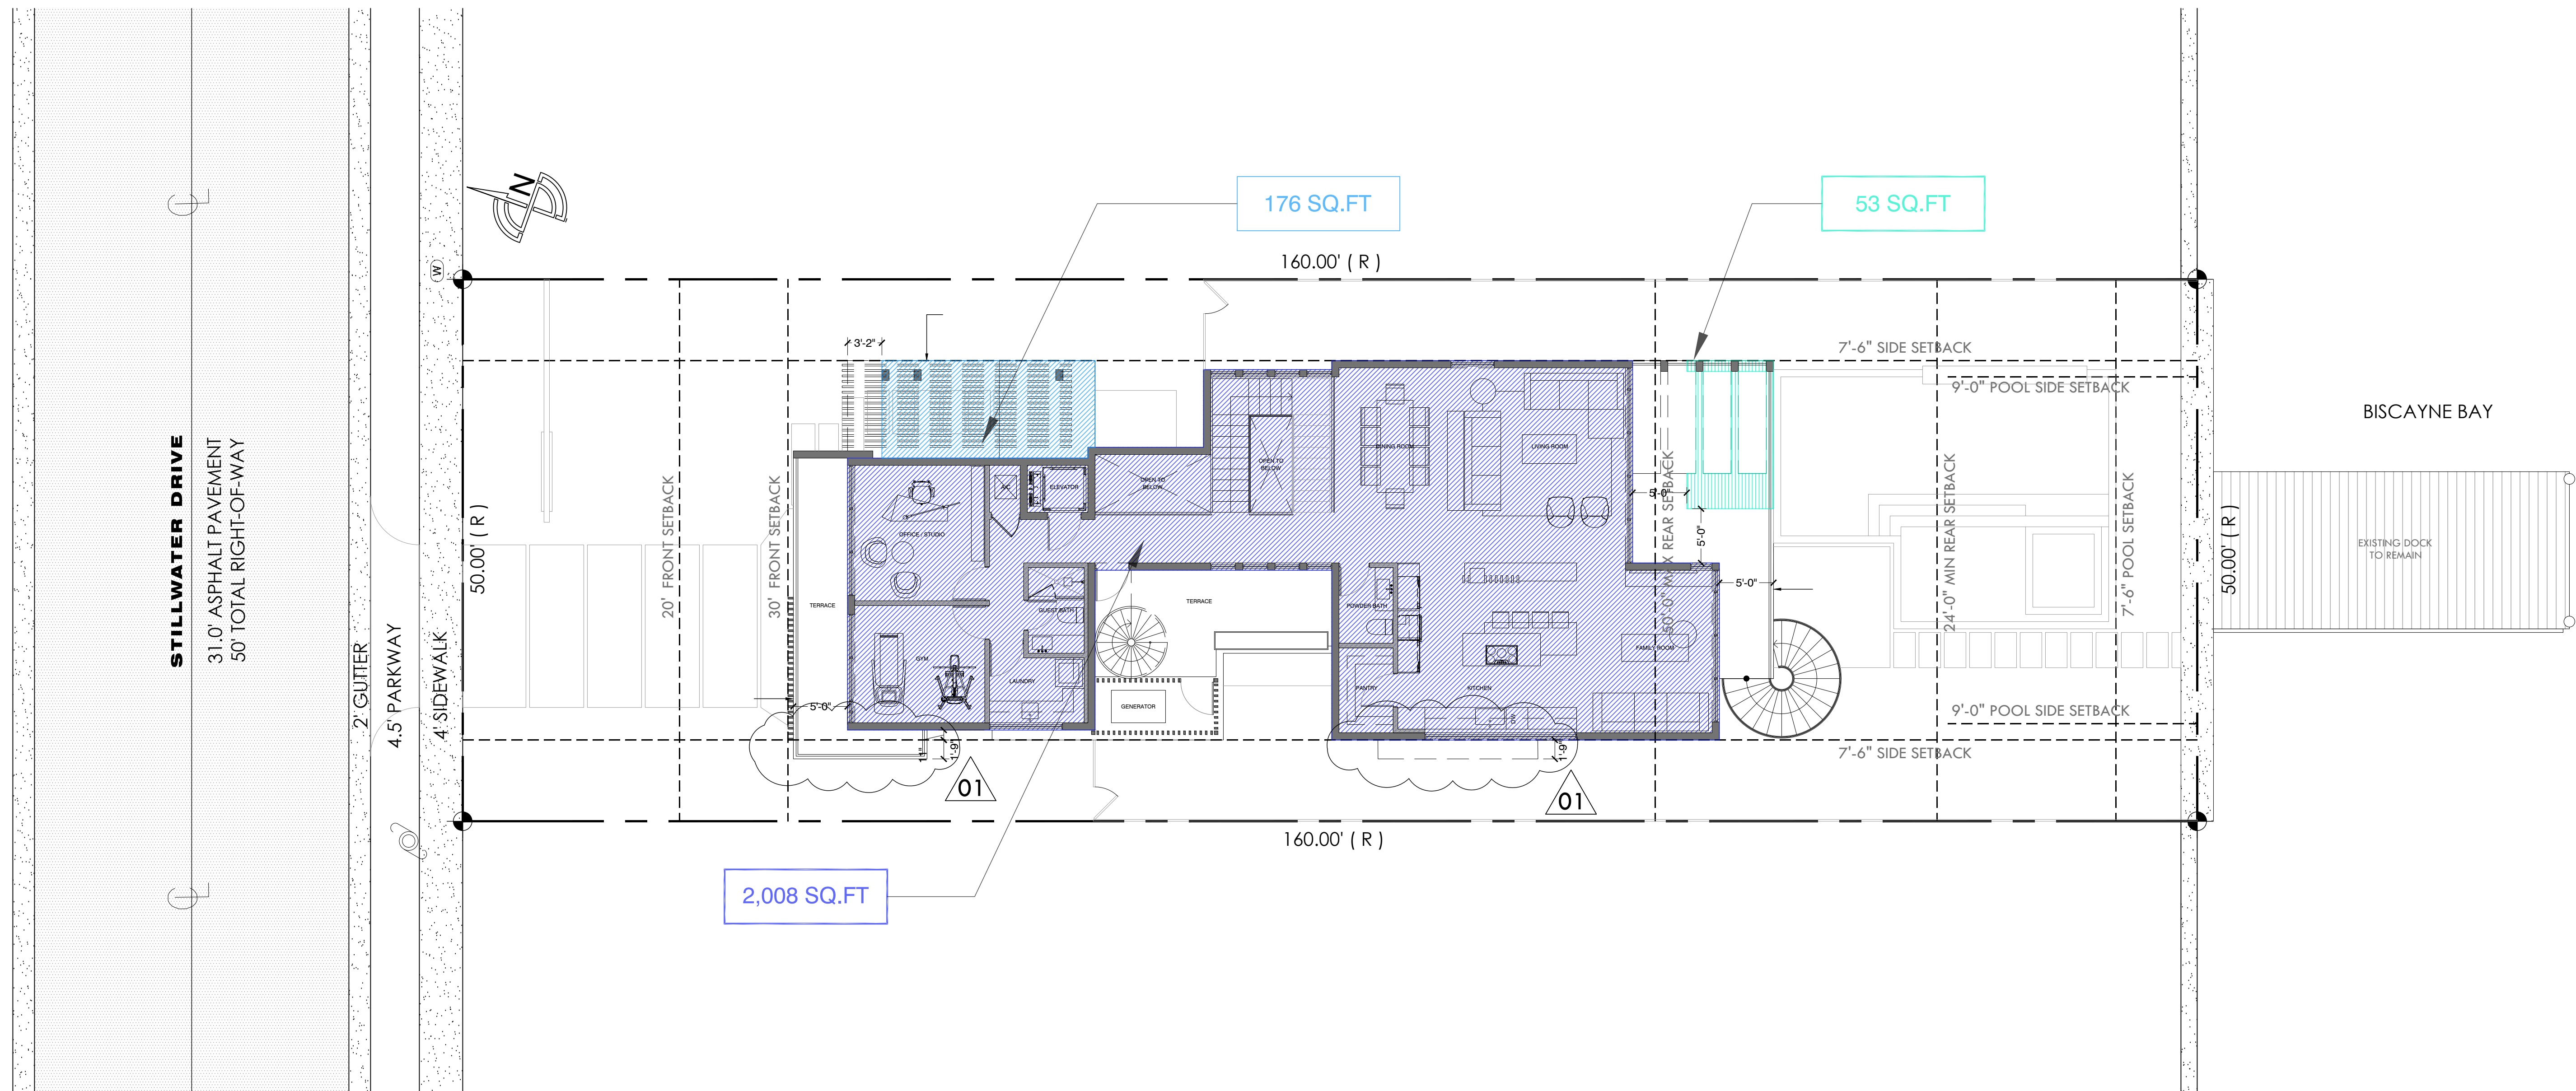 176 SQ.FT
53 SQ.FT
N
W
160.00' ( R )
3'-2"
7'-6" SIDE SETBACK
9'-0" POOL SIDE SETBACK
BISCAYNE BAY
STILLWATER DRIVE
31.0' ASPHALT PAVEMENT
50' TOTAL RIGHT-OF-WAY
2' GUTTER
4.5' PARKWAY
4' SIDEWALK
50.00' ( R )
20' FRONT SETBACK
30' FRONT SETBACK
DINING ROOM
LIVING ROOM
OPEN TO
BELOW
OPEN TO
BELOW
A/C
ELEVATOR
OFFICE / STUDIO
5'-0"
5'-0"
50'-0" MAX REAR SETBACK
24'-0" MIN REAR SETBACK
7'-6" POOL SETBACK
50.00' ( R )
EXISTING DOCK
TO REMAIN
5'-0"
TERRACE
TERRACE
GUEST BATH
POWDER BATH
FAMILY ROOM
GYM
LAUNDRY
PANTRY
KITCHEN
GENERATOR
5'-0"
DW
9'-0" POOL SIDE SETBACK
7'-6" SIDE SETBACK
1'-9"
1'-9"
01
01
160.00' ( R )
2,008 SQ.FT